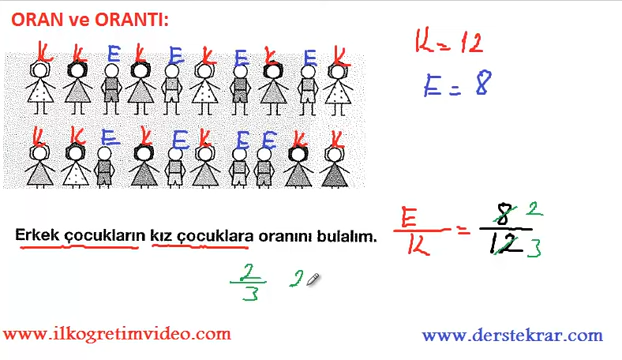 ORAN ve ORANTI:
K K E K E K E K E K
K K E K E K E E K K
K = 12
E = 8
Erkek çocukların kız çocuklara oranını bulalım.
E/K = 8/12 2/3
2/3 2
www.ilkogretimvideo.com
www.derstekrar.com